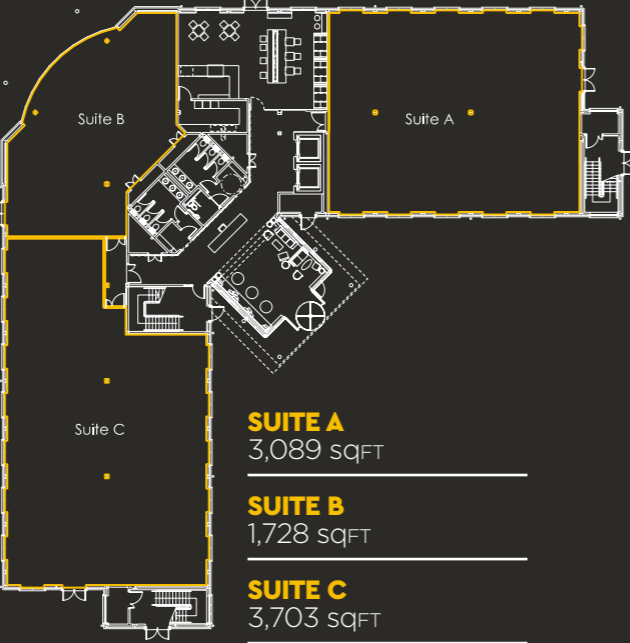 Suite B
Suite A
Suite C
SUITE A
3,089 sqFT
SUITE B
1,728 sqFT
SUITE C
3,703 sqFT